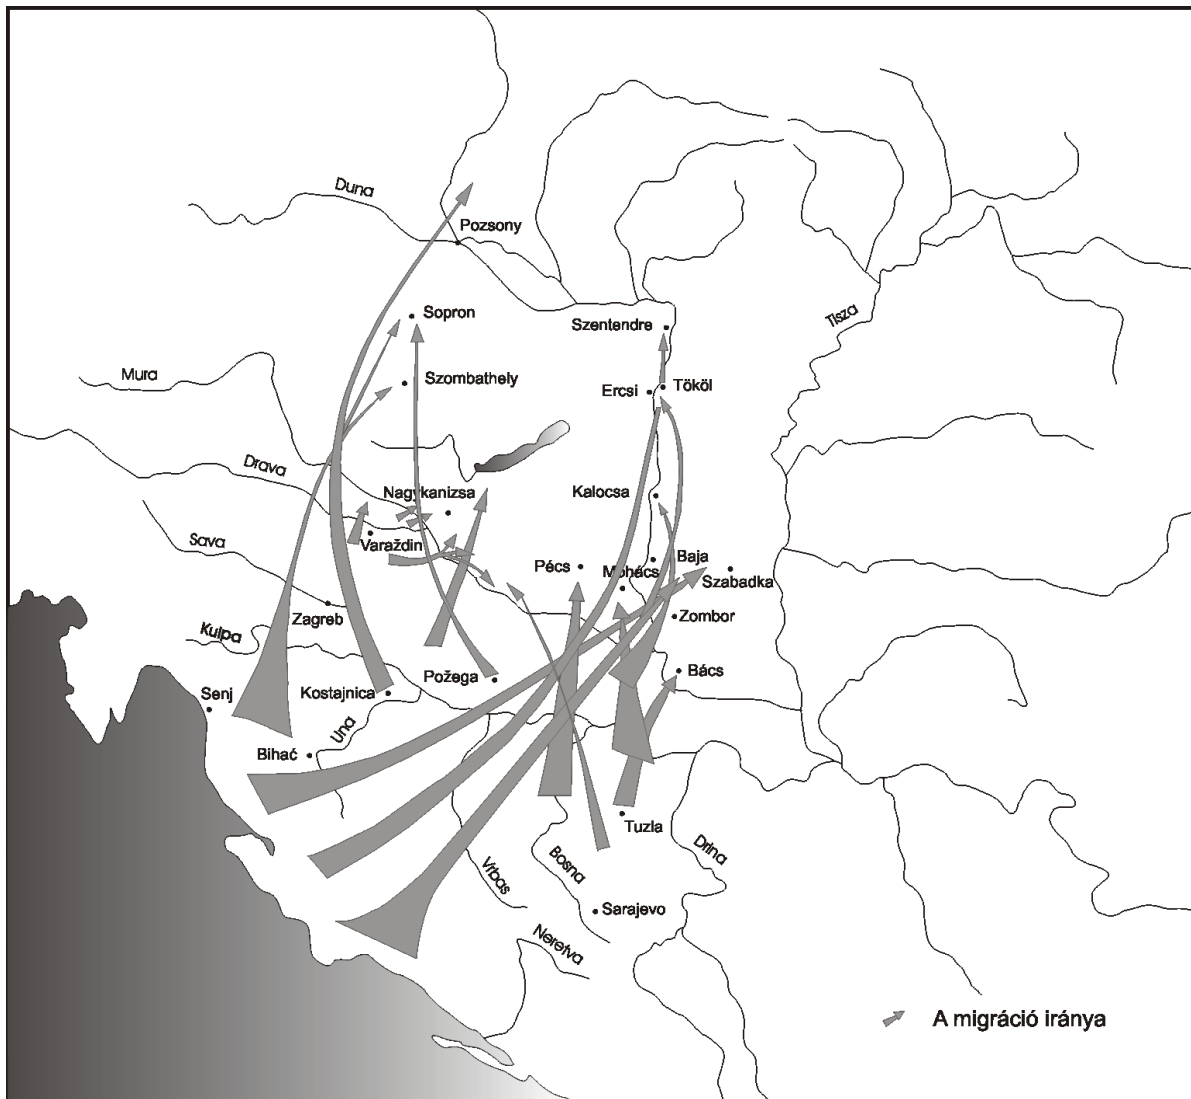 Duna
Pozsony
Sopron
Szentendre
Tisza
Mura
Szombathely
Ercsi
Tököl
Drava
Nagykanizsa
Kalocsa
Sava
Varaždin
Pécs
Mohács
Baja
Szabadka
Zagreb
Zombor
Kulpa
Požega
Bács
Senj
Kostajnica
Una
Bihać
Tuzla
Drina
Bosna
Vrbas
Sarajevo
Neretva
A migráció iránya